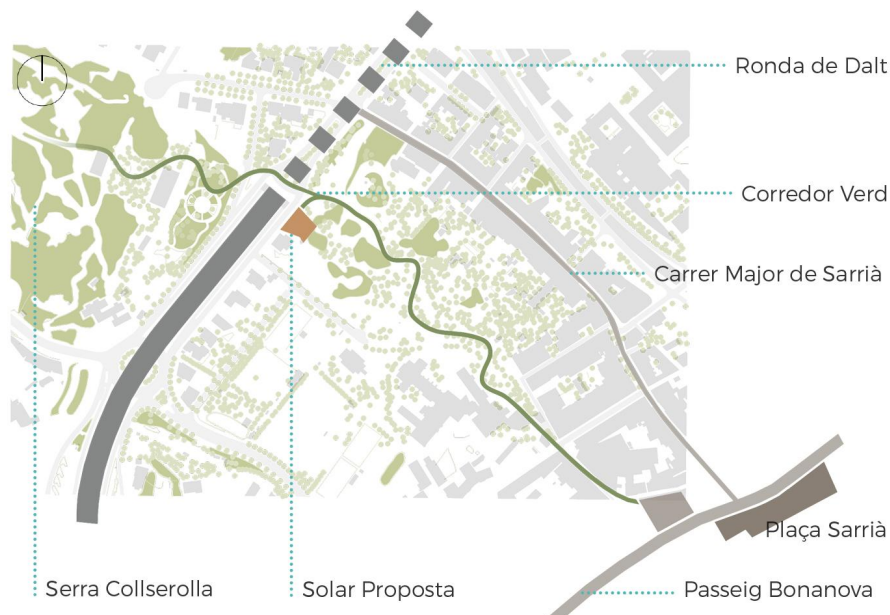 Ronda de Dalt
Corredor Verd
Carrer Major de Sarrià
Plaça Sarrià
Serra Collserolla
Solar Proposta
Passeig Bonanova